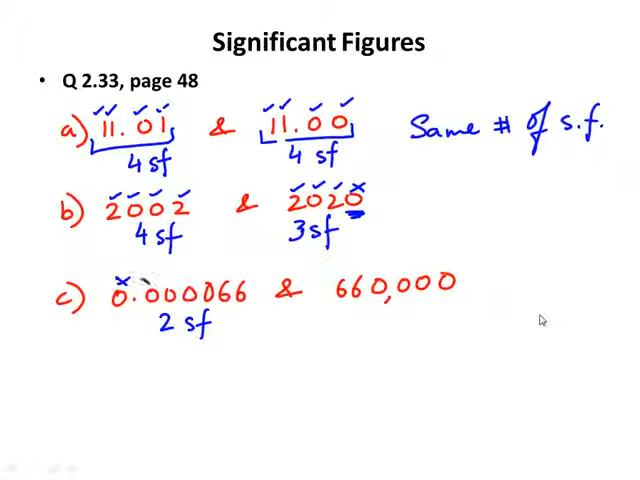 Significant Figures
• Q 2.33, page 48
a) 11.01 & 11.00 Same # of s.f.
4 sf 4 sf
b) 2002 & 2020
4 sf 3 sf
c) 0.000066 & 660,000
2 sf